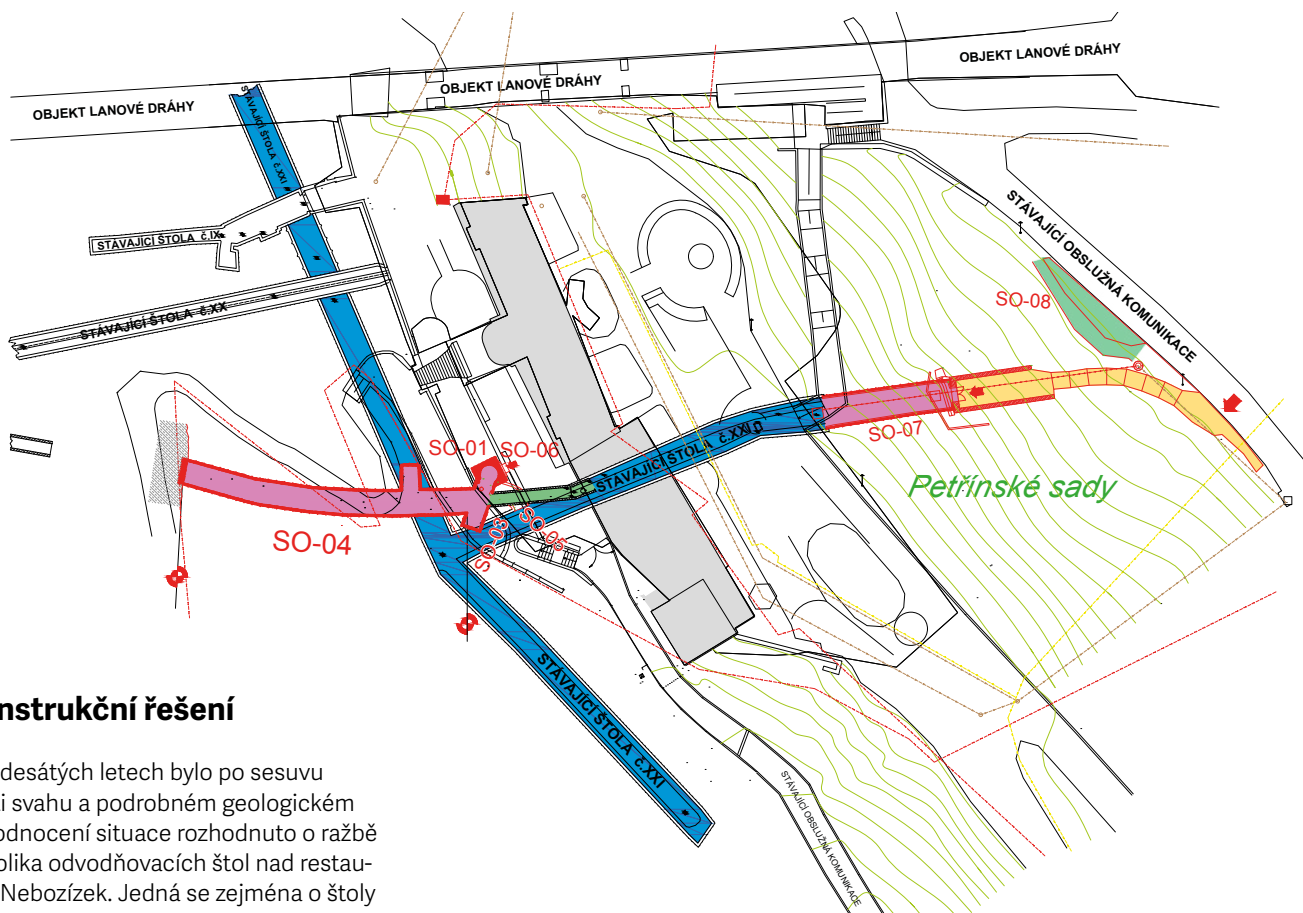 OBJEKT LANOVÉ DRÁHY
OBJEKT LANOVÉ DRÁHY
OBJEKT LANOVÉ DRÁHY
STÁVAJÍCÍ ŠTOLA č.XXI
STÁVAJÍCÍ ŠTOLA č.IX
STÁVAJÍCÍ ŠTOLA č.XX
STÁVAJÍCÍ OBSLUŽNÁ KOMUNIKACE
SO-08
SO-07
SO-01
SO-06
STÁVAJÍCÍ ŠTOLA č.XXI
Petřínské sady
SO-04
SO-03
SO-05
STÁVAJÍCÍ ŠTOLA č.XXI
STÁVAJÍCÍ OBSLUŽNÁ KOMUNIKACE
nstrukční řešení
desátých letech bylo po sesuvu
i svahu a podrobném geologickém
odnocení situace rozhodnuto o ražbě
olika odvodňovacích štol nad restau-
Nebozízek. Jedná se zejména o štoly